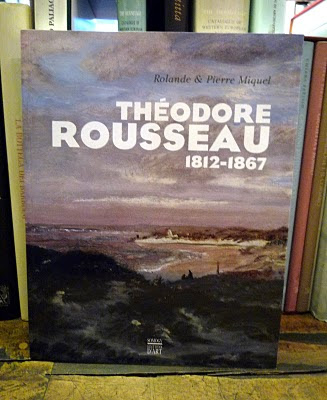 Rolande & Pierre Miquel
THÉODORE
ROUSSEAU
1812-1867
SOMOGY
ÉDITIONS
D'ART